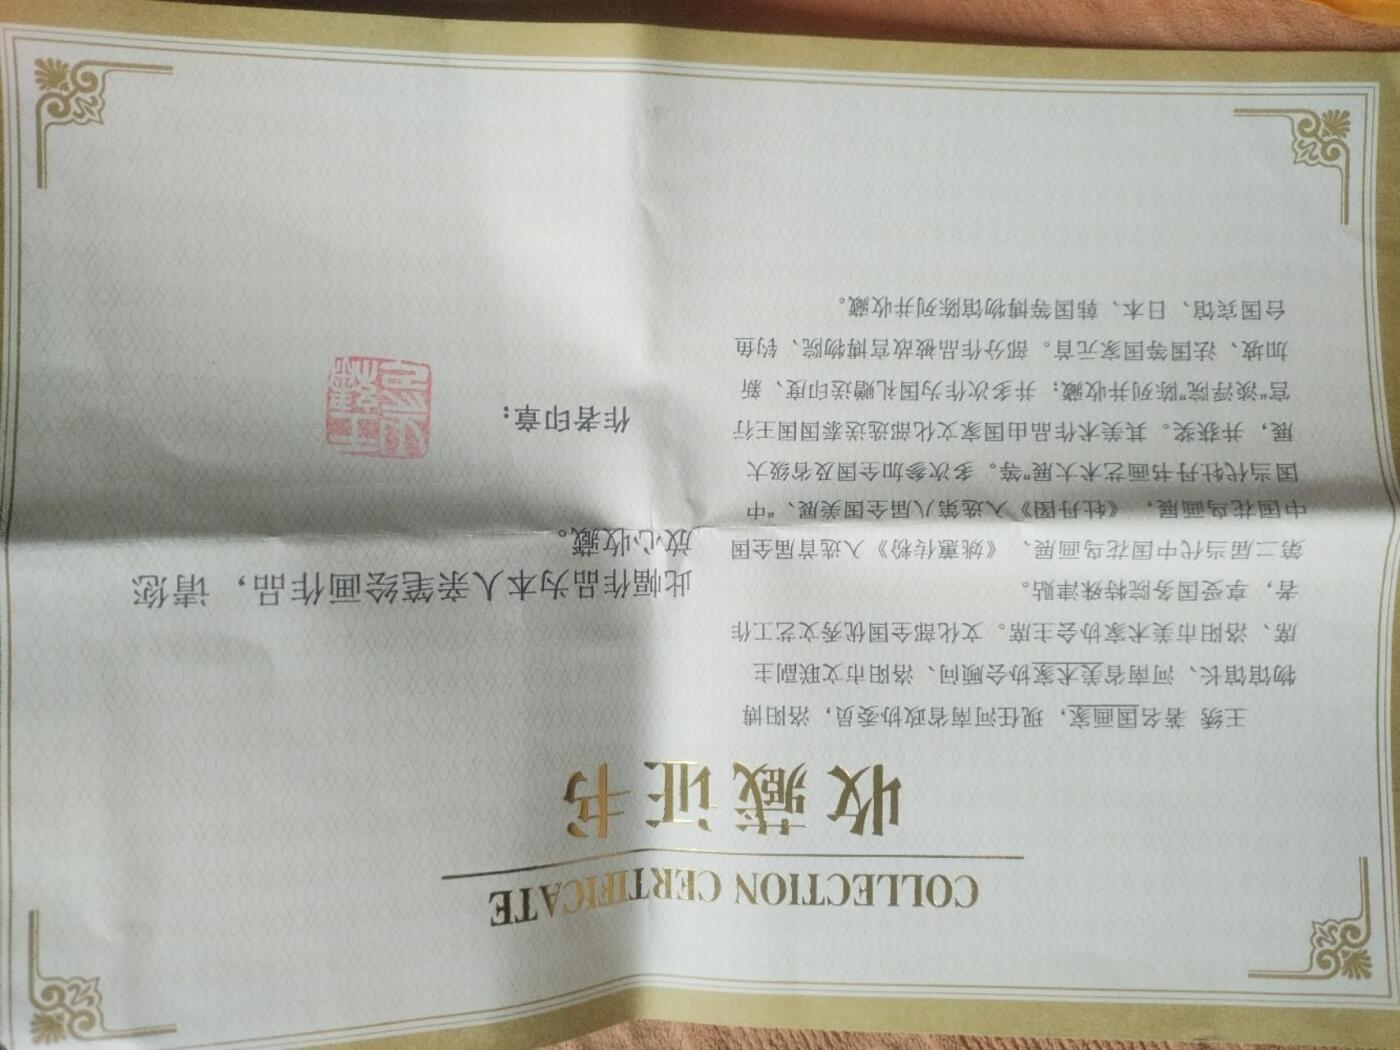 COLLECTION CERTIFICATE
收藏证书
王绣 著名国画家，现任河南省政协委员，洛阳博
物馆馆长、河南省美术家协会顾问、洛阳市文联副主
席、洛阳市美术家协会主席。文化部全国优秀文艺工作
者，享受国务院特殊津贴。
第二届当代中国花鸟画展、《姚薰传粉》入选首届全国
中国花鸟画展，《牡丹图》入选第八届全国美展、“中
国当代牡丹书画艺术大展”等。多次参加全国及省级大
展，并获奖。其美术作品由国家文化部选送泰国国王行
宫“淡浮院”陈列并收藏；并多次作为国礼赠送印度、新
加坡、法国等国家元首。部分作品被故宫博物院、钓鱼
台国宾馆、日本、韩国等博物馆陈列并收藏。
此幅作品为本人亲笔绘画作品，请您
放心收藏。
作者印章：